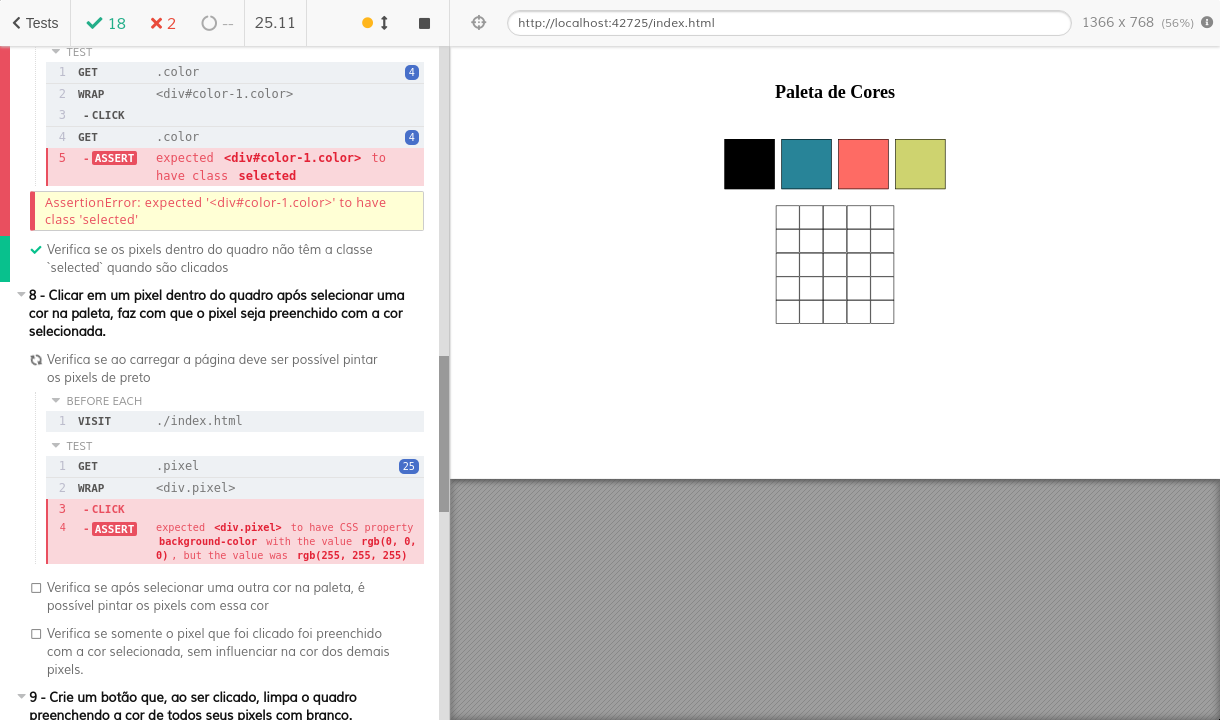 Tests 18 2 -- 25.11 http://localhost:42725/index.html 1366 x 768 (56%)
TEST
1 GET .color 4
2 WRAP <div#color-1.color>
3 - CLICK
4 GET .color 4
5 - ASSERT expected <div#color-1.color> to
have class selected
AssertionError: expected '<div#color-1.color>' to have
class 'selected'
Verifica se os pixels dentro do quadro não têm a classe
`selected` quando são clicados
8 - Clicar em um pixel dentro do quadro após selecionar uma
cor na paleta, faz com que o pixel seja preenchido com a cor
selecionada.
Verifica se ao carregar a página deve ser possível pintar
os pixels de preto
BEFORE EACH
1 VISIT ./index.html
TEST
1 GET .pixel 25
2 WRAP <div.pixel>
3 - CLICK
4 - ASSERT expected <div.pixel> to have CSS property
background-color with the value rgb(0, 0,
0) , but the value was rgb(255, 255, 255)
Verifica se após selecionar uma outra cor na paleta, é
possível pintar os pixels com essa cor
Verifica se somente o pixel que foi clicado foi preenchido
com a cor selecionada, sem influenciar na cor dos demais
pixels.
9 - Crie um botão que, ao ser clicado, limpa o quadro
preenchendo a cor de todos seus pixels com branco.
Paleta de Cores